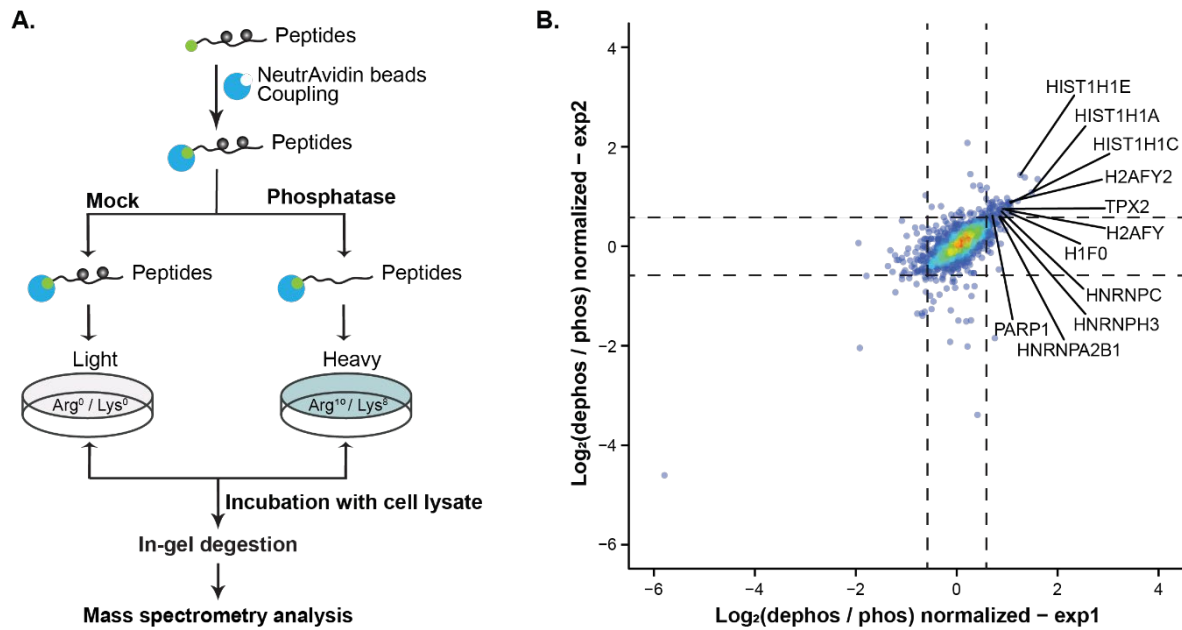 A.
Peptides
NeutrAvidin beads
Coupling
Peptides
Mock
Phosphatase
Peptides
Peptides
Light
Heavy
Arg⁰ / Lys⁰
Arg¹⁰ / Lys⁸
Incubation with cell lysate
In-gel degestion
Mass spectrometry analysis
B.
Log₂(dephos / phos) normalized – exp2
4
2
0
−2
−4
−6
HIST1H1E
HIST1H1A
HIST1H1C
H2AFY2
TPX2
H2AFY
H1F0
HNRNPC
HNRNPH3
PARP1
HNRNPA2B1
−6
−4
−2
0
2
4
Log₂(dephos / phos) normalized – exp1